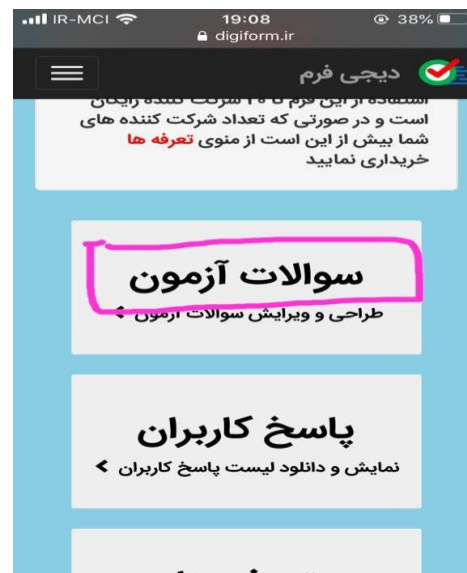 IR-MCI 19:08 38%
digiform.ir
دیجی فرم
است و در صورتی که تعداد شرکت کننده های
شما بیش از این است از منوی تعرفه ها
خریداری نمایید
سوالات آزمون
طراحی و ویرایش سوالات آزمون
پاسخ کاربران
نمایش و دانلود لیست پاسخ کاربران